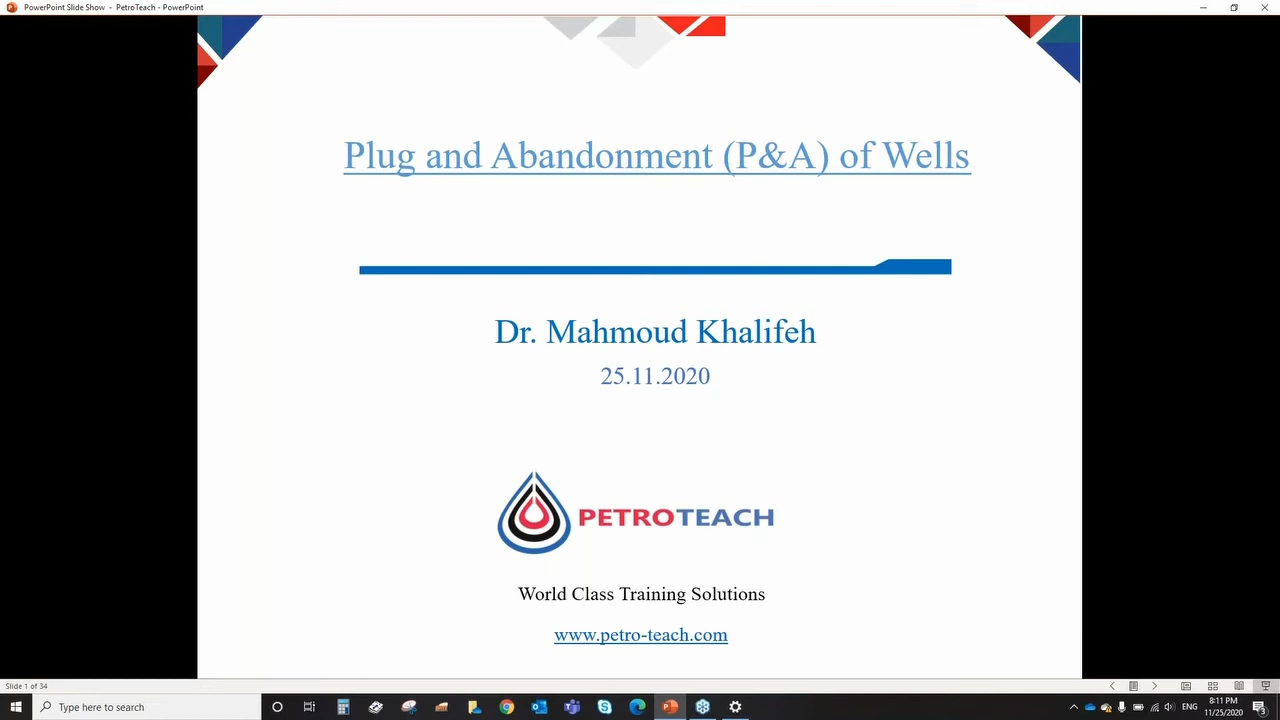 PowerPoint Slide Show - PetroTeach - PowerPoint
Plug and Abandonment (P&A) of Wells
Dr. Mahmoud Khalifeh
25.11.2020
PETROTEACH
World Class Training Solutions
www.petro-teach.com
Slide 1 of 34
Type here to search
ENG
8:11 PM
11/25/2020
3